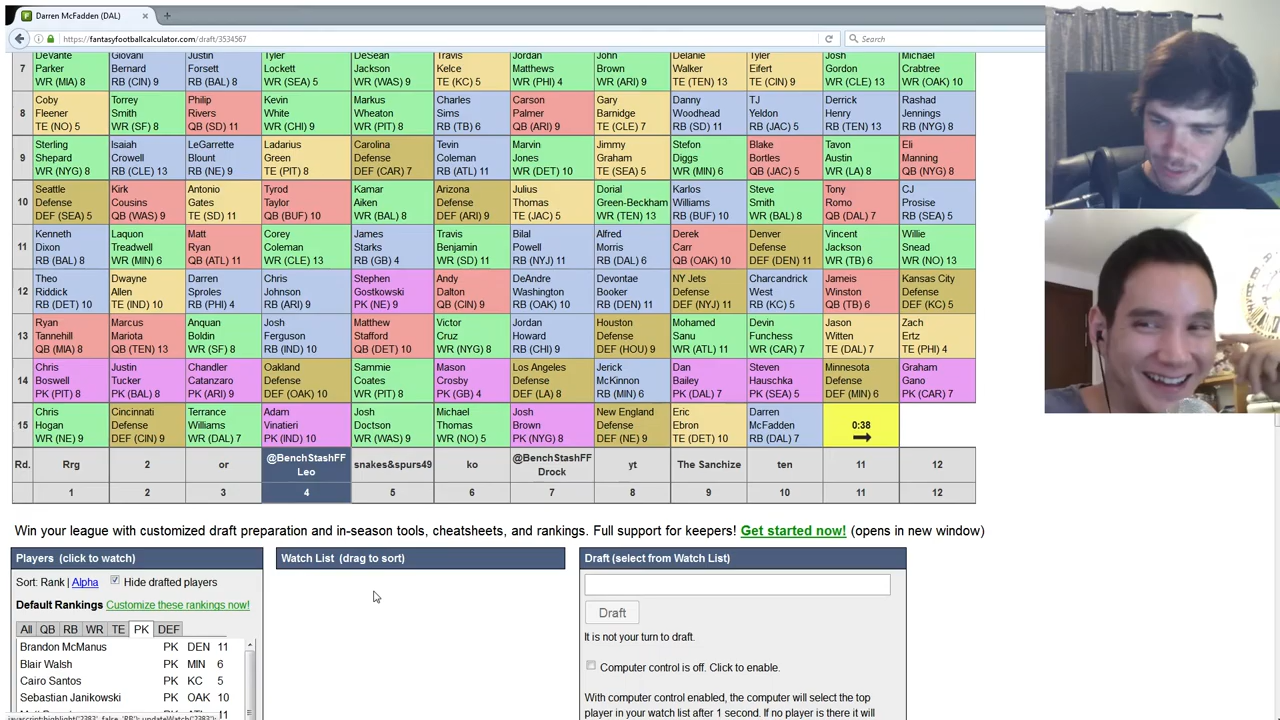 Darren McFadden (DAL)
https://fantasyfootballcalculator.com/draft/3534567
Search
7
DeVante Parker WR (MIA) 8
Giovani Bernard RB (CIN) 9
Justin Forsett RB (BAL) 8
Tyler Lockett WR (SEA) 5
DeSean Jackson WR (WAS) 9
Travis Kelce TE (KC) 5
Jordan Matthews WR (PHI) 4
John Brown WR (ARI) 9
Delanie Walker TE (TEN) 13
Tyler Eifert TE (CIN) 9
Josh Gordon WR (CLE) 13
Michael Crabtree WR (OAK) 10
8
Coby Fleener TE (NO) 5
Torrey Smith WR (SF) 8
Philip Rivers QB (SD) 11
Kevin White WR (CHI) 9
Markus Wheaton WR (PIT) 8
Charles Sims RB (TB) 6
Carson Palmer QB (ARI) 9
Gary Barnidge TE (CLE) 7
Danny Woodhead RB (SD) 11
TJ Yeldon RB (JAC) 5
Derrick Henry RB (TEN) 13
Rashad Jennings RB (NYG) 8
9
Sterling Shepard WR (NYG) 8
Isaiah Crowell RB (CLE) 13
LeGarrette Blount RB (NE) 9
Ladarius Green TE (PIT) 8
Carolina Defense DEF (CAR) 7
Tevin Coleman RB (ATL) 11
Marvin Jones WR (DET) 10
Jimmy Graham TE (SEA) 5
Stefon Diggs WR (MIN) 6
Blake Bortles QB (JAC) 5
Tavon Austin WR (LA) 8
Eli Manning QB (NYG) 8
10
Seattle Defense DEF (SEA) 5
Kirk Cousins QB (WAS) 9
Antonio Gates TE (SD) 11
Tyrod Taylor QB (BUF) 10
Kamar Aiken WR (BAL) 8
Arizona Defense DEF (ARI) 9
Julius Thomas TE (JAC) 5
Dorial Green-Beckham WR (TEN) 13
Karlos Williams RB (BUF) 10
Steve Smith WR (BAL) 8
Tony Romo QB (DAL) 7
CJ Prosise RB (SEA) 5
11
Kenneth Dixon RB (BAL) 8
Laquon Treadwell WR (MIN) 6
Matt Ryan QB (ATL) 11
Corey Coleman WR (CLE) 13
James Starks RB (GB) 4
Travis Benjamin WR (SD) 11
Bilal Powell RB (NYJ) 11
Alfred Morris RB (DAL) 6
Derek Carr QB (OAK) 10
Denver Defense DEF (DEN) 11
Vincent Jackson WR (TB) 6
Willie Snead WR (NO) 13
12
Theo Riddick RB (DET) 10
Dwayne Allen TE (IND) 10
Darren Sproles RB (PHI) 4
Chris Johnson RB (ARI) 9
Stephen Gostkowski PK (NE) 9
Andy Dalton QB (CIN) 9
DeAndre Washington RB (OAK) 10
Devontae Booker RB (DEN) 11
NY Jets Defense DEF (NYJ) 11
Charcandrick West RB (KC) 5
Jameis Winston QB (TB) 6
Kansas City Defense DEF (KC) 5
13
Ryan Tannehill QB (MIA) 8
Marcus Mariota QB (TEN) 13
Anquan Boldin WR (SF) 8
Josh Ferguson RB (IND) 10
Matthew Stafford QB (DET) 10
Victor Cruz WR (NYG) 8
Jordan Howard RB (CHI) 9
Houston Defense DEF (HOU) 9
Mohamed Sanu WR (ATL) 11
Devin Funchess WR (CAR) 7
Jason Witten TE (DAL) 7
Zach Ertz TE (PHI) 4
14
Chris Boswell PK (PIT) 8
Justin Tucker PK (BAL) 8
Chandler Catanzaro PK (ARI) 9
Oakland Defense DEF (OAK) 10
Sammie Coates WR (PIT) 8
Mason Crosby PK (GB) 4
Los Angeles Defense DEF (LA) 8
Jerick McKinnon RB (MIN) 6
Dan Bailey PK (DAL) 7
Steven Hauschka PK (SEA) 5
Minnesota Defense DEF (MIN) 6
Graham Gano PK (CAR) 7
15
Chris Hogan WR (NE) 9
Cincinnati Defense DEF (CIN) 9
Terrance Williams WR (DAL) 7
Adam Vinatieri PK (IND) 10
Josh Doctson WR (WAS) 9
Michael Thomas WR (NO) 5
Josh Brown PK (NYG) 8
New England Defense DEF (NE) 9
Eric Ebron TE (DET) 10
Darren McFadden RB (DAL) 7
0:38
Rd. Rrg 2 or @BenchStashFF Leo snakes&spurs49 ko @BenchStashFF Drock yt The Sanchize ten 11 12
1 2 3 4 5 6 7 8 9 10 11 12
Win your league with customized draft preparation and in-season tools, cheatsheets, and rankings. Full support for keepers! Get started now! (opens in new window)
Players (click to watch)
Sort: Rank | Alpha Hide drafted players
Default Rankings Customize these rankings now!
All QB RB WR TE PK DEF
Brandon McManus PK DEN 11
Blair Walsh PK MIN 6
Cairo Santos PK KC 5
Sebastian Janikowski PK OAK 10
Watch List (drag to sort)
Draft (select from Watch List)
Draft
It is not your turn to draft.
Computer control is off. Click to enable.
With computer control enabled, the computer will select the top
player in your watch list after 1 second. If no player is there it will